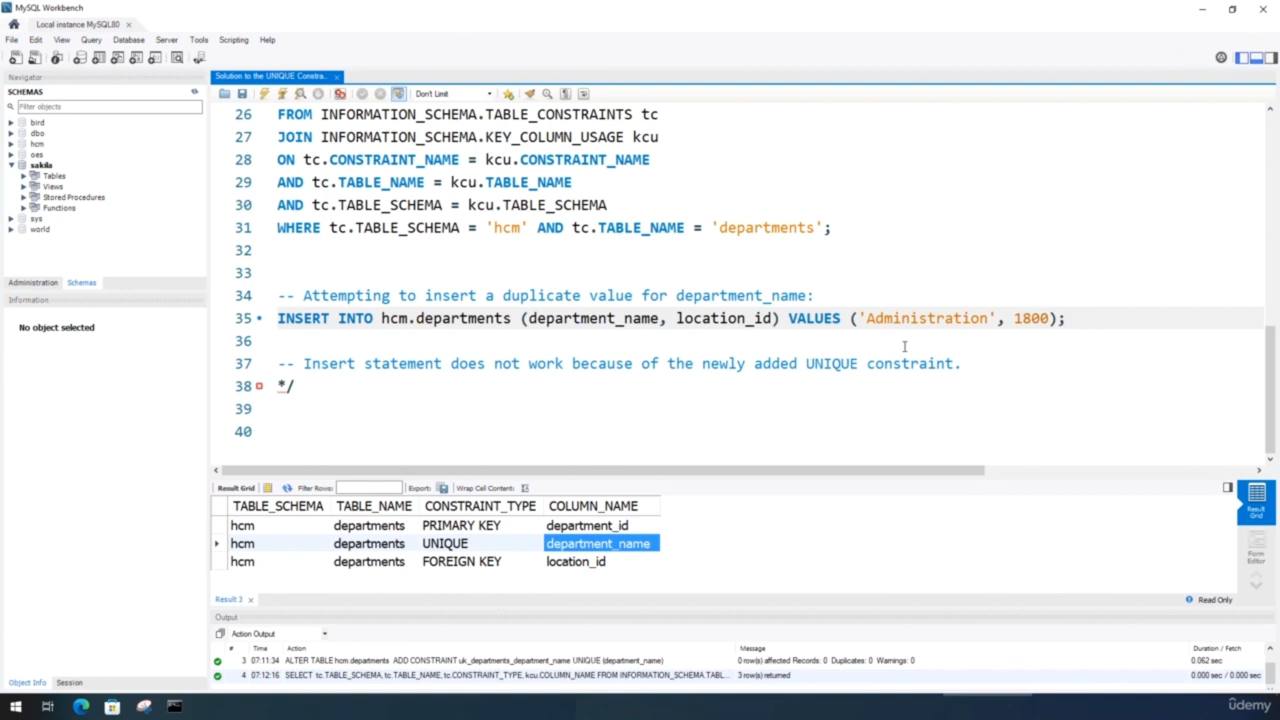 MySQL Workbench
Local instance MySQL80 ×
File Edit View Query Database Server Tools Scripting Help
Navigator
SCHEMAS
Filter objects
bird
dbo
hcm
oes
sakila
Tables
Views
Stored Procedures
Functions
sys
world
Administration Schemas
Information
No object selected
Object Info Session
Solution to the UNIQUE Constra.. ×
Don't Limit
26 FROM INFORMATION_SCHEMA.TABLE_CONSTRAINTS tc
27 JOIN INFORMATION_SCHEMA.KEY_COLUMN_USAGE kcu
28 ON tc.CONSTRAINT_NAME = kcu.CONSTRAINT_NAME
29 AND tc.TABLE_NAME = kcu.TABLE_NAME
30 AND tc.TABLE_SCHEMA = kcu.TABLE_SCHEMA
31 WHERE tc.TABLE_SCHEMA = 'hcm' AND tc.TABLE_NAME = 'departments';
32
33
34 -- Attempting to insert a duplicate value for department_name:
35 INSERT INTO hcm.departments (department_name, location_id) VALUES ('Administration', 1800);
36
37 -- Insert statement does not work because of the newly added UNIQUE constraint.
38 */
39
40
Result Grid Filter Rows: Export: Wrap Cell Content:
TABLE_SCHEMA TABLE_NAME CONSTRAINT_TYPE COLUMN_NAME
hcm departments PRIMARY KEY department_id
hcm departments UNIQUE department_name
hcm departments FOREIGN KEY location_id
Result Grid
Form Editor
Result 3 × Read Only
Output
Action Output
# Time Action Message Duration / Fetch
3 07:11:34 ALTER TABLE hcm.departments ADD CONSTRAINT uk_departments_department_name UNIQUE (department_name) 0 row(s) affected Records: 0 Duplicates: 0 Warnings: 0 0.062 sec
4 07:12:16 SELECT tc.TABLE_SCHEMA, tc.TABLE_NAME, tc.CONSTRAINT_TYPE, kcu.COLUMN_NAME FROM INFORMATION_SCHEMA.TABL... 3 row(s) returned 0.000 sec / 0.000 sec
ûdemy